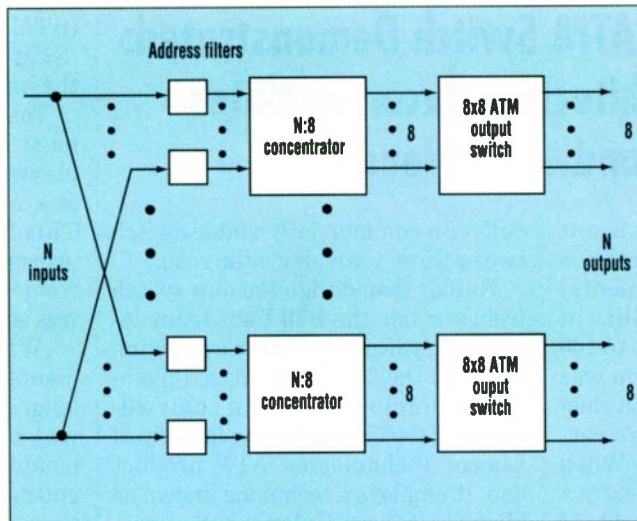 Address filters
N:8
concentrator
8
8x8 ATM
output
switch
8
N
inputs
N
outputs
N:8
concentrator
8
8x8 ATM
ouput
switch
8